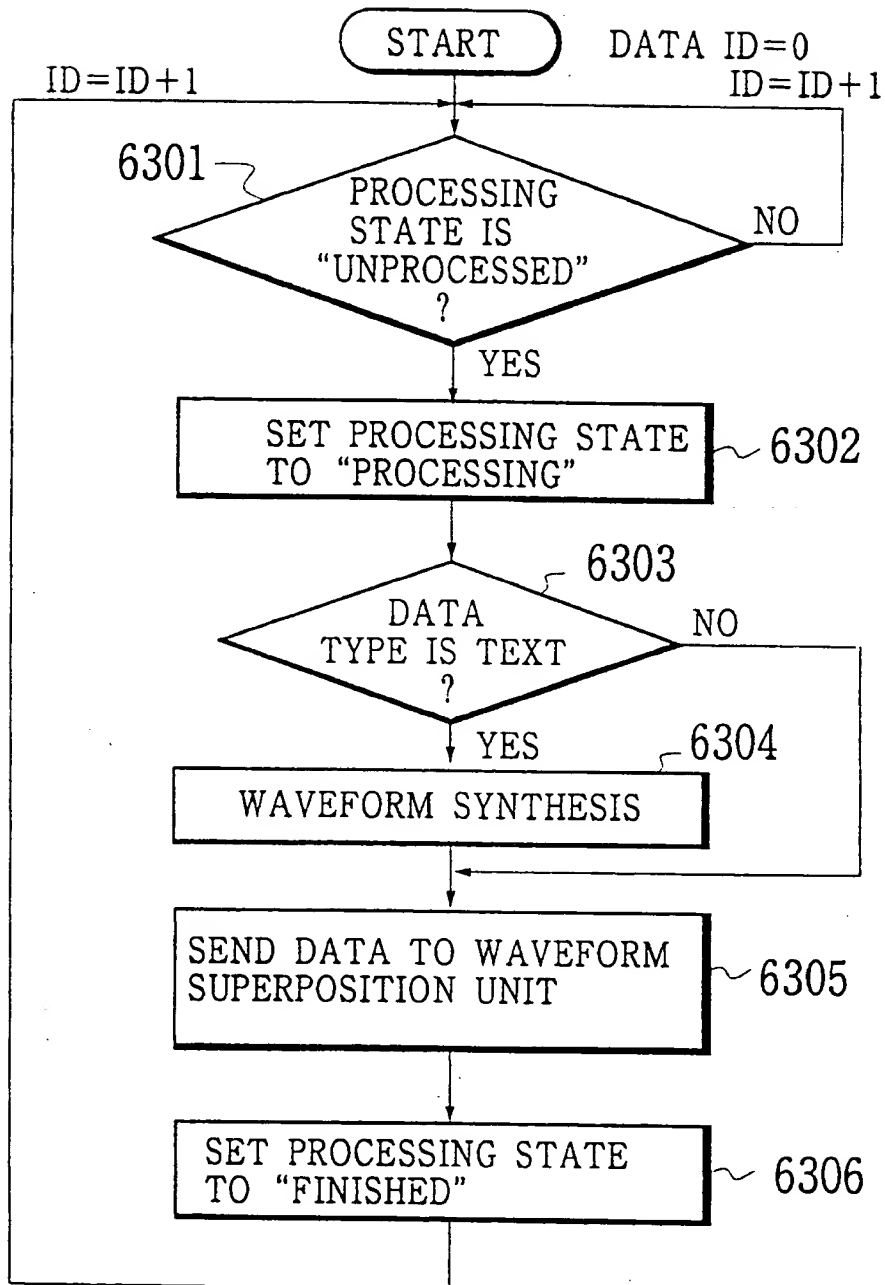 START
DATA ID=0
ID=ID+1
ID=ID+1
6301
PROCESSING
STATE IS
“UNPROCESSED”
?
NO
YES
SET PROCESSING STATE
TO “PROCESSING”
6302
6303
DATA
TYPE IS TEXT
?
NO
YES
6304
WAVEFORM SYNTHESIS
SEND DATA TO WAVEFORM
SUPERPOSITION UNIT
6305
SET PROCESSING STATE
TO “FINISHED”
6306